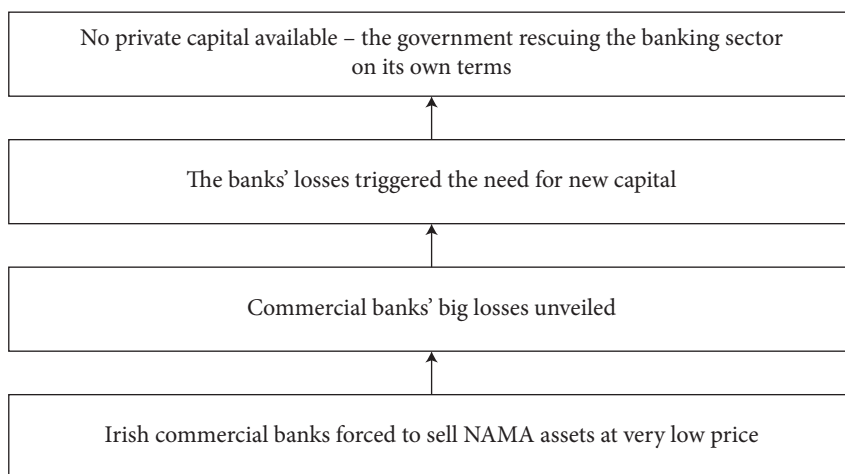 No private capital available – the government rescuing the banking sector
on its own terms
The banks’ losses triggered the need for new capital
Commercial banks’ big losses unveiled
Irish commercial banks forced to sell NAMA assets at very low price